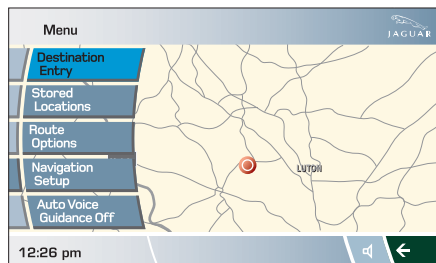 Menu
JAGUAR
Destination
Entry
Stored
Locations
Route
Options
Navigation
Setup
LUTON
Auto Voice
Guidance Off
12:26 pm